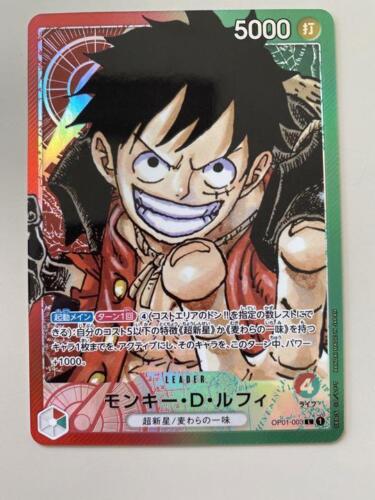 5000 打
起動メイン ターン1回 ④(コストエリアのドン!!を指定の数レストにで
きる):自分のコスト5以下の特徴《超新星》か《麦わらの一味》を持つ
キャラ1枚までを、アクティブにし、そのキャラを、このターン中、パワー
+1000。
LEADER
モンキー・D・ルフィ
超新星/麦わらの一味
4
ライフ
OP01-003 L 1